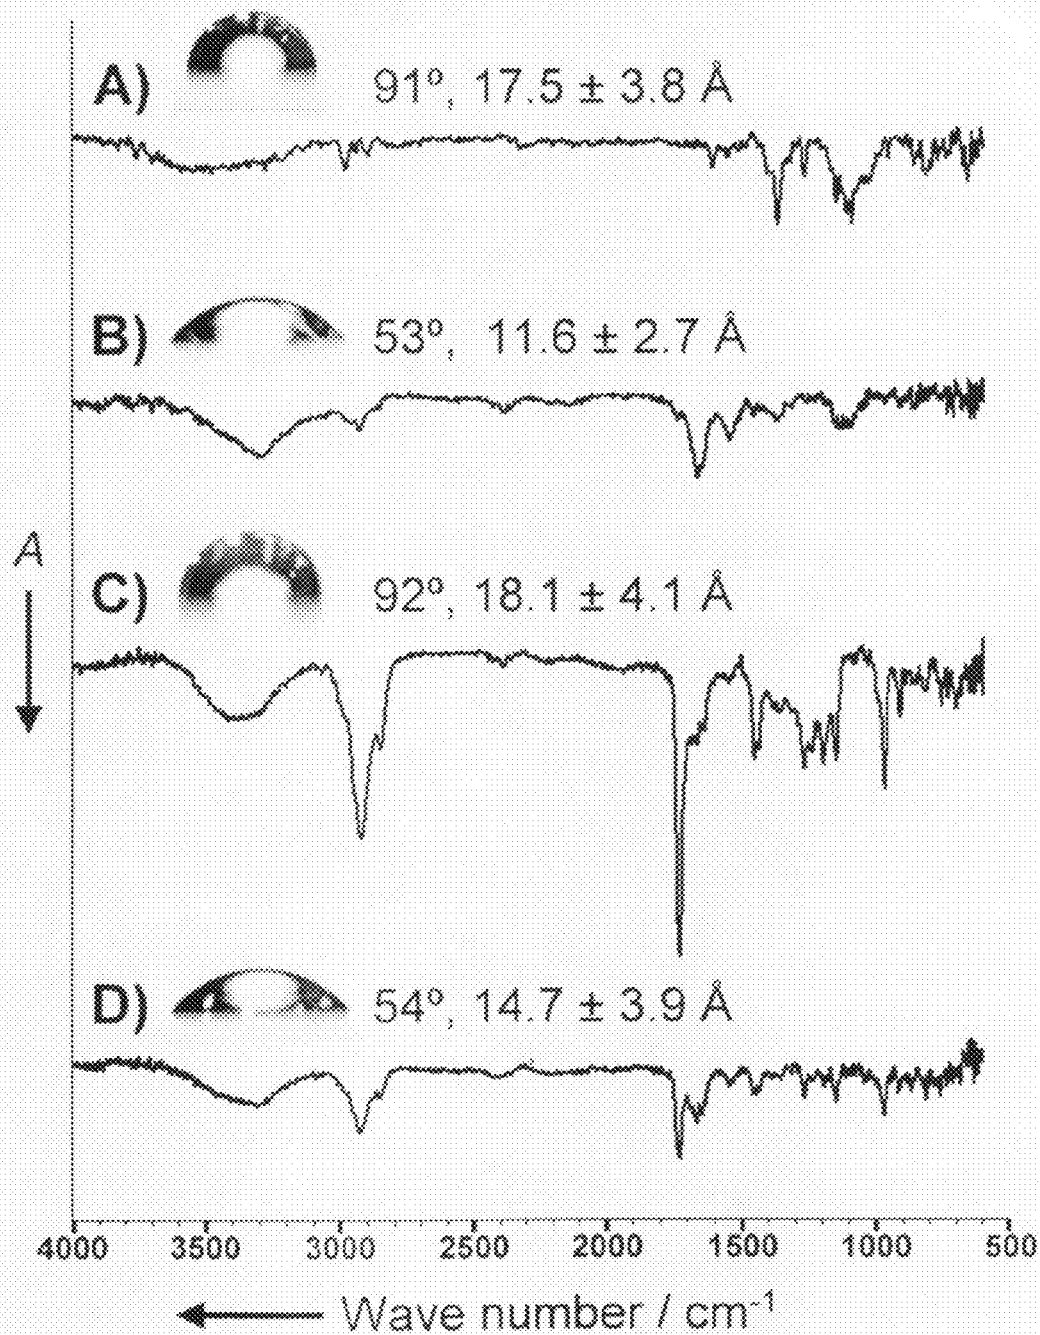 A) 91º, 17.5 ± 3.8 Å
B) 53º, 11.6 ± 2.7 Å
A
C) 92º, 18.1 ± 4.1 Å
D) 54º, 14.7 ± 3.9 Å
4000 3500 3000 2500 2000 1500 1000 500
Wave number / cm⁻¹